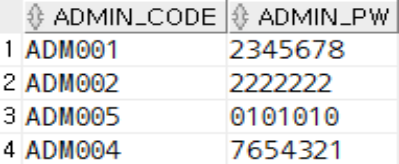 ADMIN_CODE ADMIN_PW
1 ADM001 2345678
2 ADM002 2222222
3 ADM005 0101010
4 ADM004 7654321